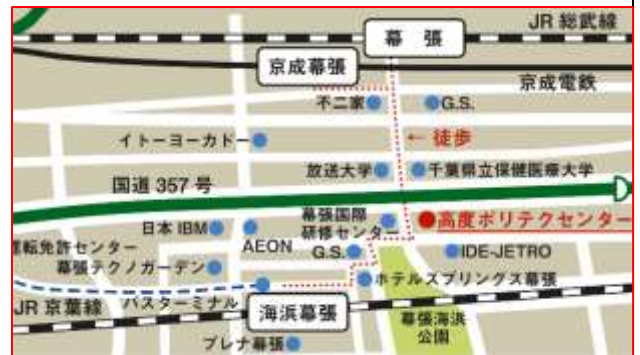 JR 総武線
幕 張
京成幕張
京成電鉄
不二家
G.S.
イトーヨーカドー
← 徒歩
放送大学
千葉県立保健医療大学
国道 357 号
幕張国際
研修センター
高度ポリテクセンター
日本 IBM
AEON
運転免許センター
G.S.
IDE-JETRO
幕張テクノガーデン
ホテルスプリングス幕張
JR 京葉線
バスターミナル
海浜幕張
幕張海浜
公園
プレナ幕張